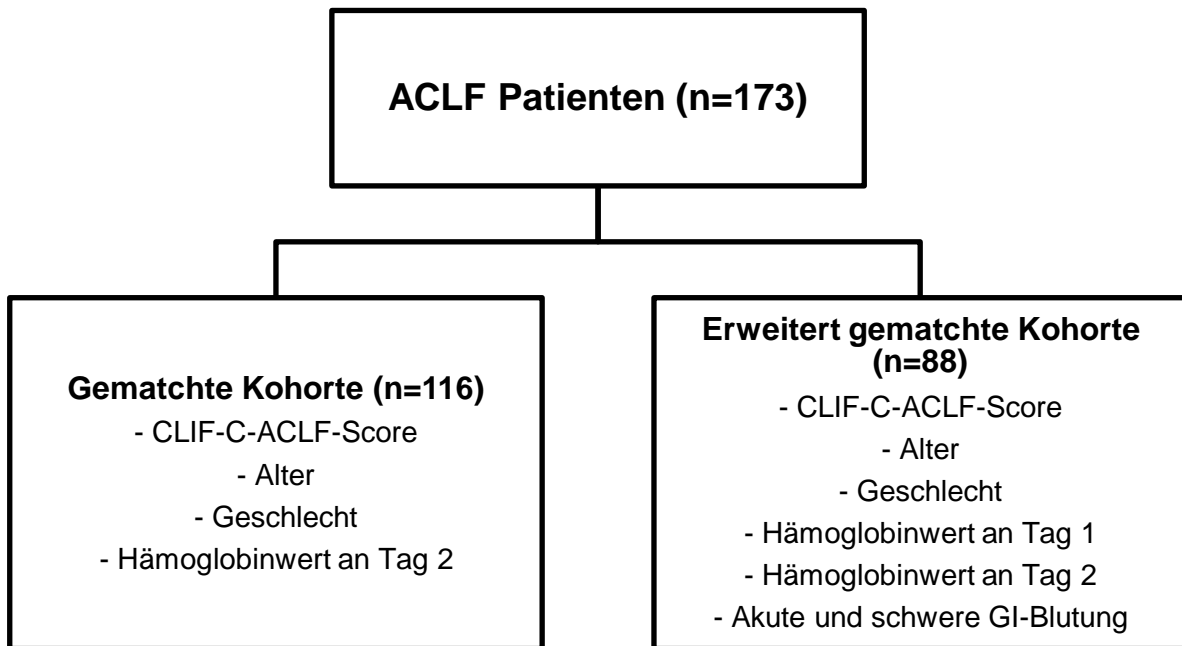 ACLF Patienten (n=173)
Gematchte Kohorte (n=116)
- CLIF-C-ACLF-Score
- Alter
- Geschlecht
- Hämoglobinwert an Tag 2
Erweitert gematchte Kohorte
(n=88)
- CLIF-C-ACLF-Score
- Alter
- Geschlecht
- Hämoglobinwert an Tag 1
- Hämoglobinwert an Tag 2
- Akute und schwere GI-Blutung